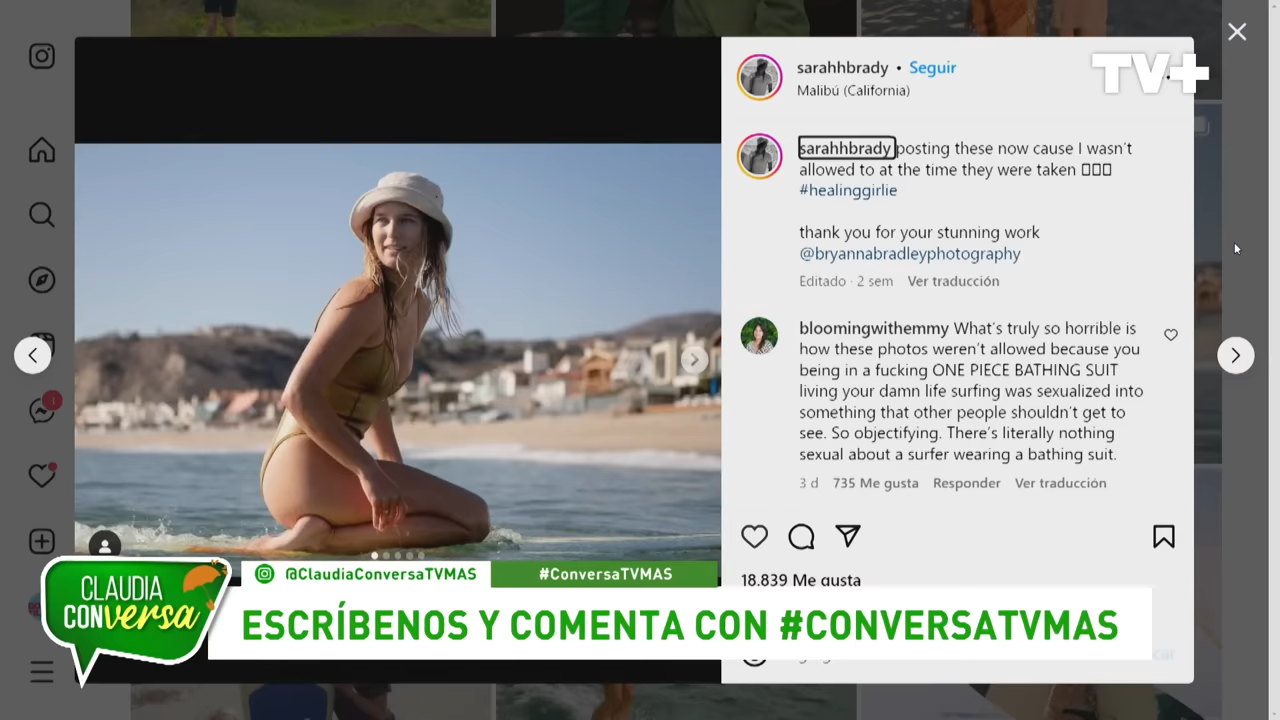 sarahhbrady • Seguir
Malibú (California)
TV+
sarahhbrady posting these now cause I wasn't
allowed to at the time they were taken
#healinggirlie
thank you for your stunning work
@bryannabradleyphotography
Editado · 2 sem Ver traducción
bloomingwithemmy What's truly so horrible is
how these photos weren't allowed because you
being in a fucking ONE PIECE BATHING SUIT
living your damn life surfing was sexualized into
something that other people shouldn't get to
see. So objectifying. There's literally nothing
sexual about a surfer wearing a bathing suit.
3 d 735 Me gusta Responder Ver traducción
18.839 Me gusta
CLAUDIA
CONversa
@ClaudiaConversaTVMAS
#ConversaTVMAS
ESCRÍBENOS Y COMENTA CON #CONVERSATVMAS